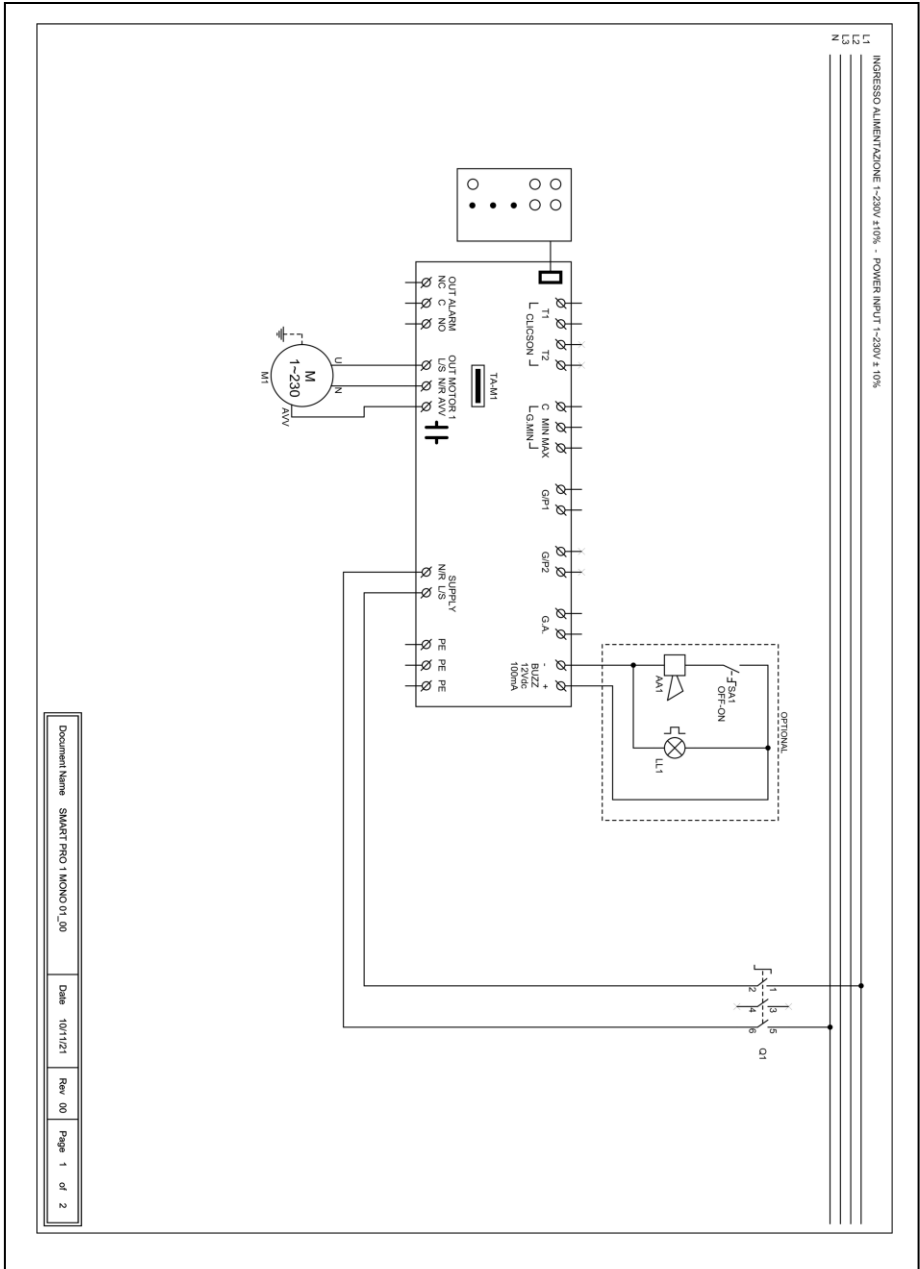 L1
L2
L3
N
INGRESSO ALIMENTAZIONE 1~230V ±10% - POWER INPUT 1~230V ± 10%
T1
T2
CLICSON
C MIN MAX
G.MIN
G/P1
G/P2
G.A.
- +
BUZZ
12Vdc
100mA
OPTIONAL
SA1
OFF-ON
AA1
LL1
1 3 5
2 4 6
Q1
TA-M1
OUT ALARM
NC C NO
OUT MOTOR 1
L/S N/R AVV
SUPPLY
N/R L/S
PE PE PE
U
N
AVV
M
1~230
M1
Document Name SMART PRO 1 MONO 01_00
Date 10/11/21
Rev 00
Page 1 of 2